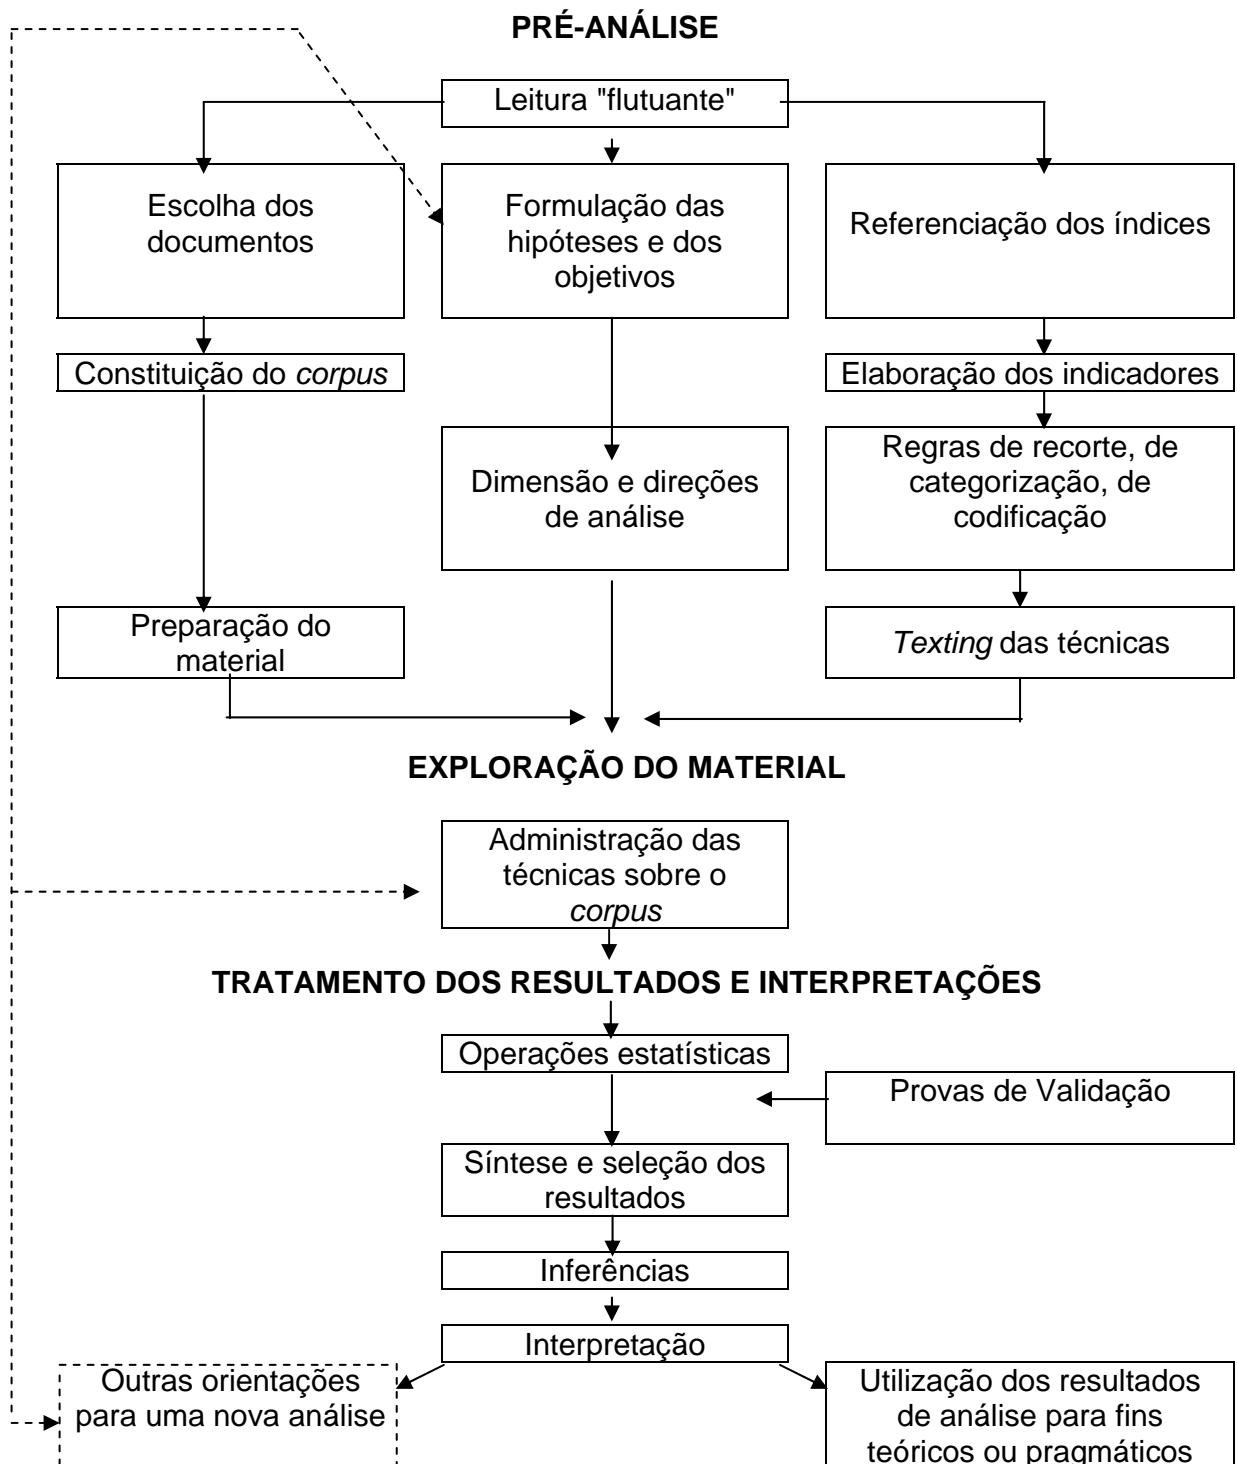 PRÉ-ANÁLISE
Leitura "flutuante"
Escolha dos
documentos
Formulação das
hipóteses e dos
objetivos
Referenciação dos índices
Constituição do corpus
Elaboração dos indicadores
Dimensão e direções
de análise
Regras de recorte, de
categorização, de
codificação
Preparação do
material
Texting das técnicas
EXPLORAÇÃO DO MATERIAL
Administração das
técnicas sobre o
corpus
TRATAMENTO DOS RESULTADOS E INTERPRETAÇÕES
Operações estatísticas
Provas de Validação
Síntese e seleção dos
resultados
Inferências
Interpretação
Outras orientações
para uma nova análise
Utilização dos resultados
de análise para fins
teóricos ou pragmáticos